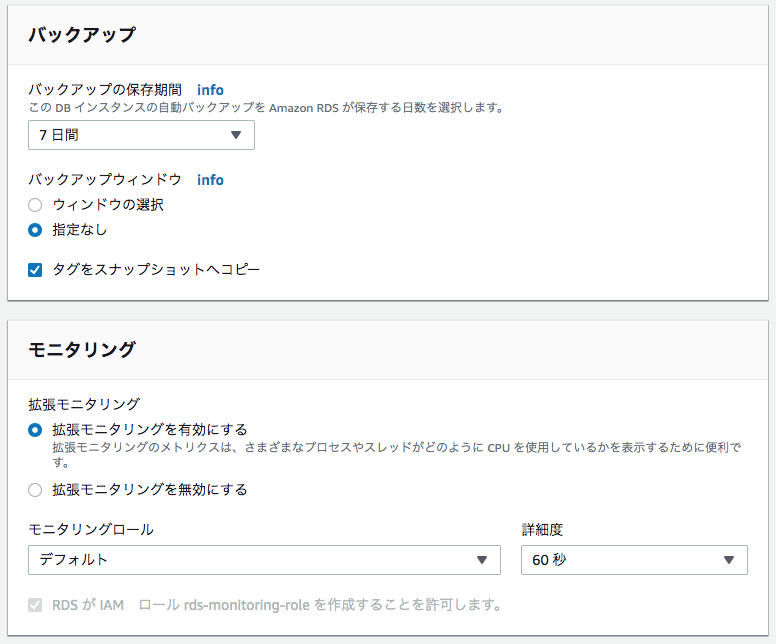 バックアップ
バックアップの保存期間 info
この DB インスタンスの自動バックアップを Amazon RDS が保存する日数を選択します。
7 日間
バックアップウィンドウ info
ウィンドウの選択
指定なし
タグをスナップショットへコピー
モニタリング
拡張モニタリング
拡張モニタリングを有効にする
拡張モニタリングのメトリクスは、さまざまなプロセスやスレッドがどのように CPU を使用しているかを表示するために便利で
す。
拡張モニタリングを無効にする
モニタリングロール 詳細度
デフォルト 60 秒
RDS が IAM ロール rds-monitoring-role を作成することを許可します。